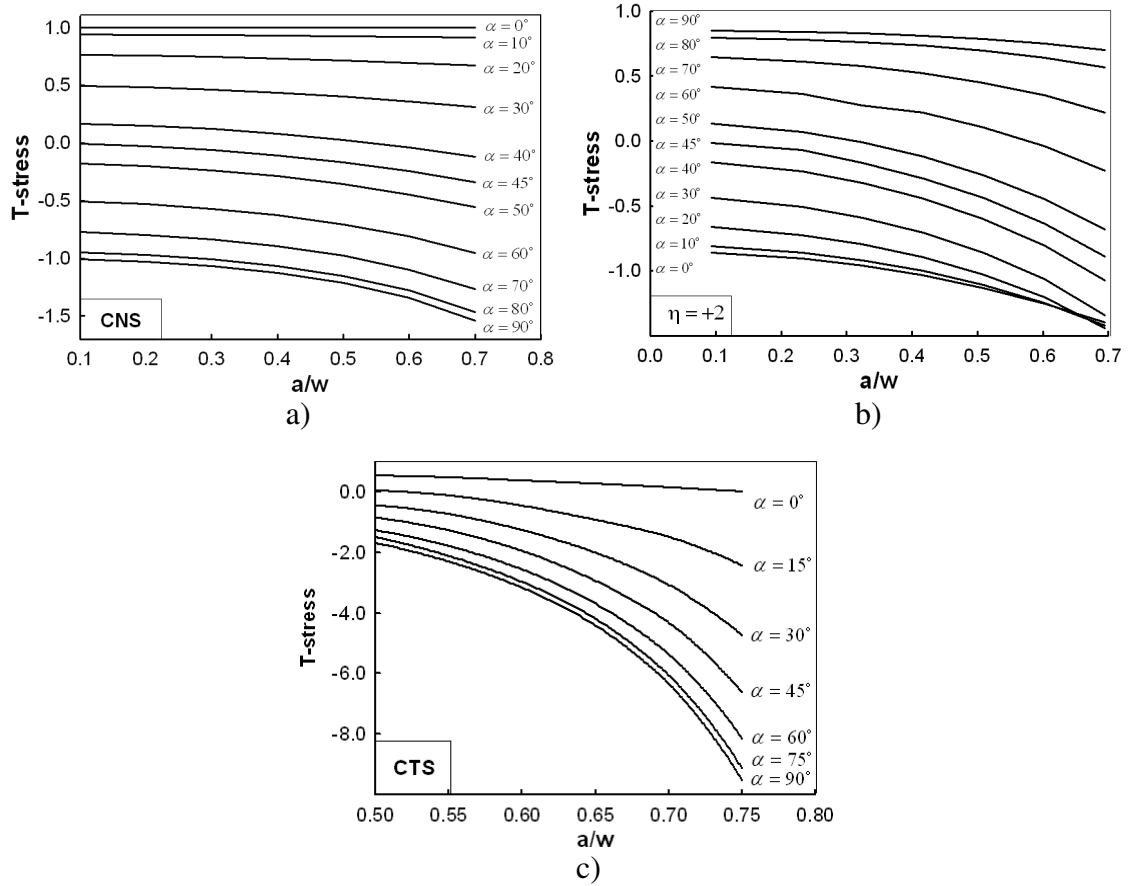 T-stress
1.0
0.5
0.0
-0.5
-1.0
-1.5
α = 0°
α = 10°
α = 20°
α = 30°
α = 40°
α = 45°
α = 50°
α = 60°
α = 70°
α = 80°
α = 90°
CNS
0.1 0.2 0.3 0.4 0.5 0.6 0.7 0.8
a/w
a)
T-stress
1.0
0.5
0.0
-0.5
-1.0
α = 90°
α = 80°
α = 70°
α = 60°
α = 50°
α = 45°
α = 40°
α = 30°
α = 20°
α = 10°
α = 0°
η = +2
0.0 0.1 0.2 0.3 0.4 0.5 0.6 0.7
a/w
b)
T-stress
0.0
-2.0
-4.0
-6.0
-8.0
α = 0°
α = 15°
α = 30°
α = 45°
α = 60°
α = 75°
α = 90°
CTS
0.50 0.55 0.60 0.65 0.70 0.75 0.80
a/w
c)